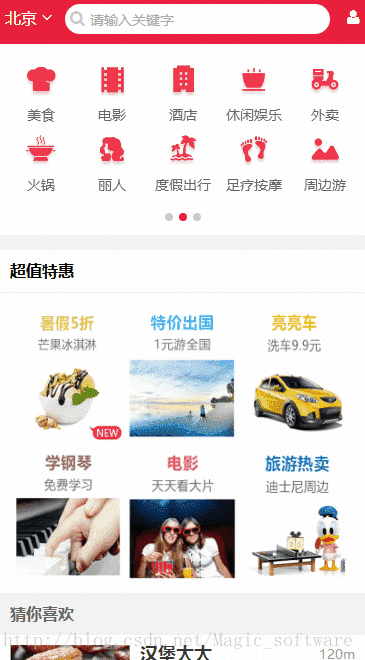 北京
请输入关键字
美食 电影 酒店 休闲娱乐 外卖
火锅 丽人 度假出行 足疗按摩 周边游
超值特惠
暑假5折 特价出国 亮亮车
芒果冰淇淋 1元游全国 洗车9.9元
NEW
学钢琴 电影 旅游热卖
免费学习 天天看大片 迪士尼周边
猜你喜欢
http://blog.csdn.net/Magic_software
汉堡大大 120m